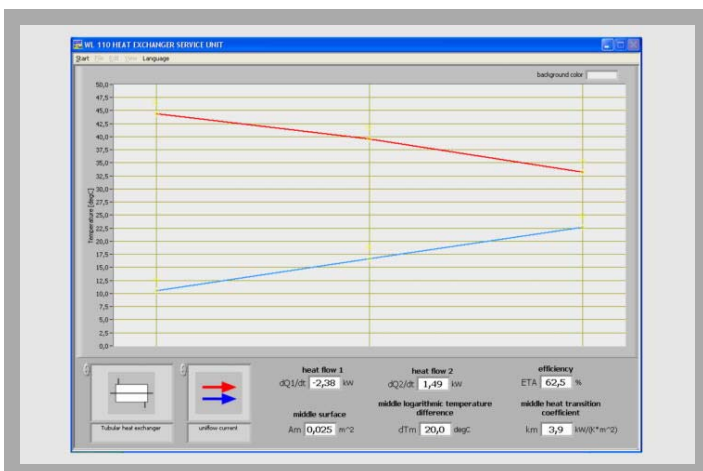 WL 110 HEAT EXCHANGER SERVICE UNIT
Start File Edit View Language
background color
50,0
47,5
45,0
42,5
40,0
37,5
35,0
32,5
30,0
27,5
25,0
22,5
20,0
17,5
15,0
12,5
10,0
7,5
5,0
2,5
0,0
Temperature [degC]
heat flow 1
dQ1/dt -2,38 kW
heat flow 2
dQ2/dt 1,49 kW
efficiency
ETA 62,5 %
middle surface
Am 0,025 m^2
middle logarithmic temperature
difference
dTm 20,0 degC
middle heat transition
coefficient
km 3,9 kW/(K*m^2)
Tubular heat exchanger
uniflow current